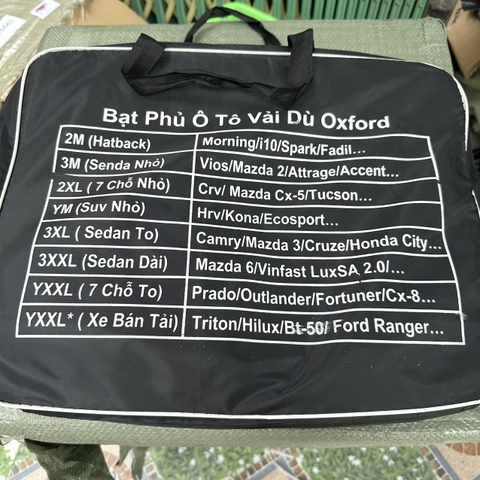 Bạt Phủ Ô Tô Vải Dù Oxford
2M (Hatback) Morning/i10/Spark/Fadil...
3M (Senda Nhỏ) Vios/Mazda 2/Attrage/Accent...
2XL ( 7 Chỗ Nhỏ) Crv/ Mazda Cx-5/Tucson...
YM (Suv Nhỏ) Hrv/Kona/Ecosport...
3XL ( Sedan To) Camry/Mazda 3/Cruze/Honda City...
3XXL (Sedan Dài) Mazda 6/Vinfast LuxSA 2.0/...
YXXL ( 7 Chỗ To) Prado/Outlander/Fortuner/Cx-8...
YXXL* ( Xe Bán Tải) Triton/Hilux/Bt-50/ Ford Ranger...